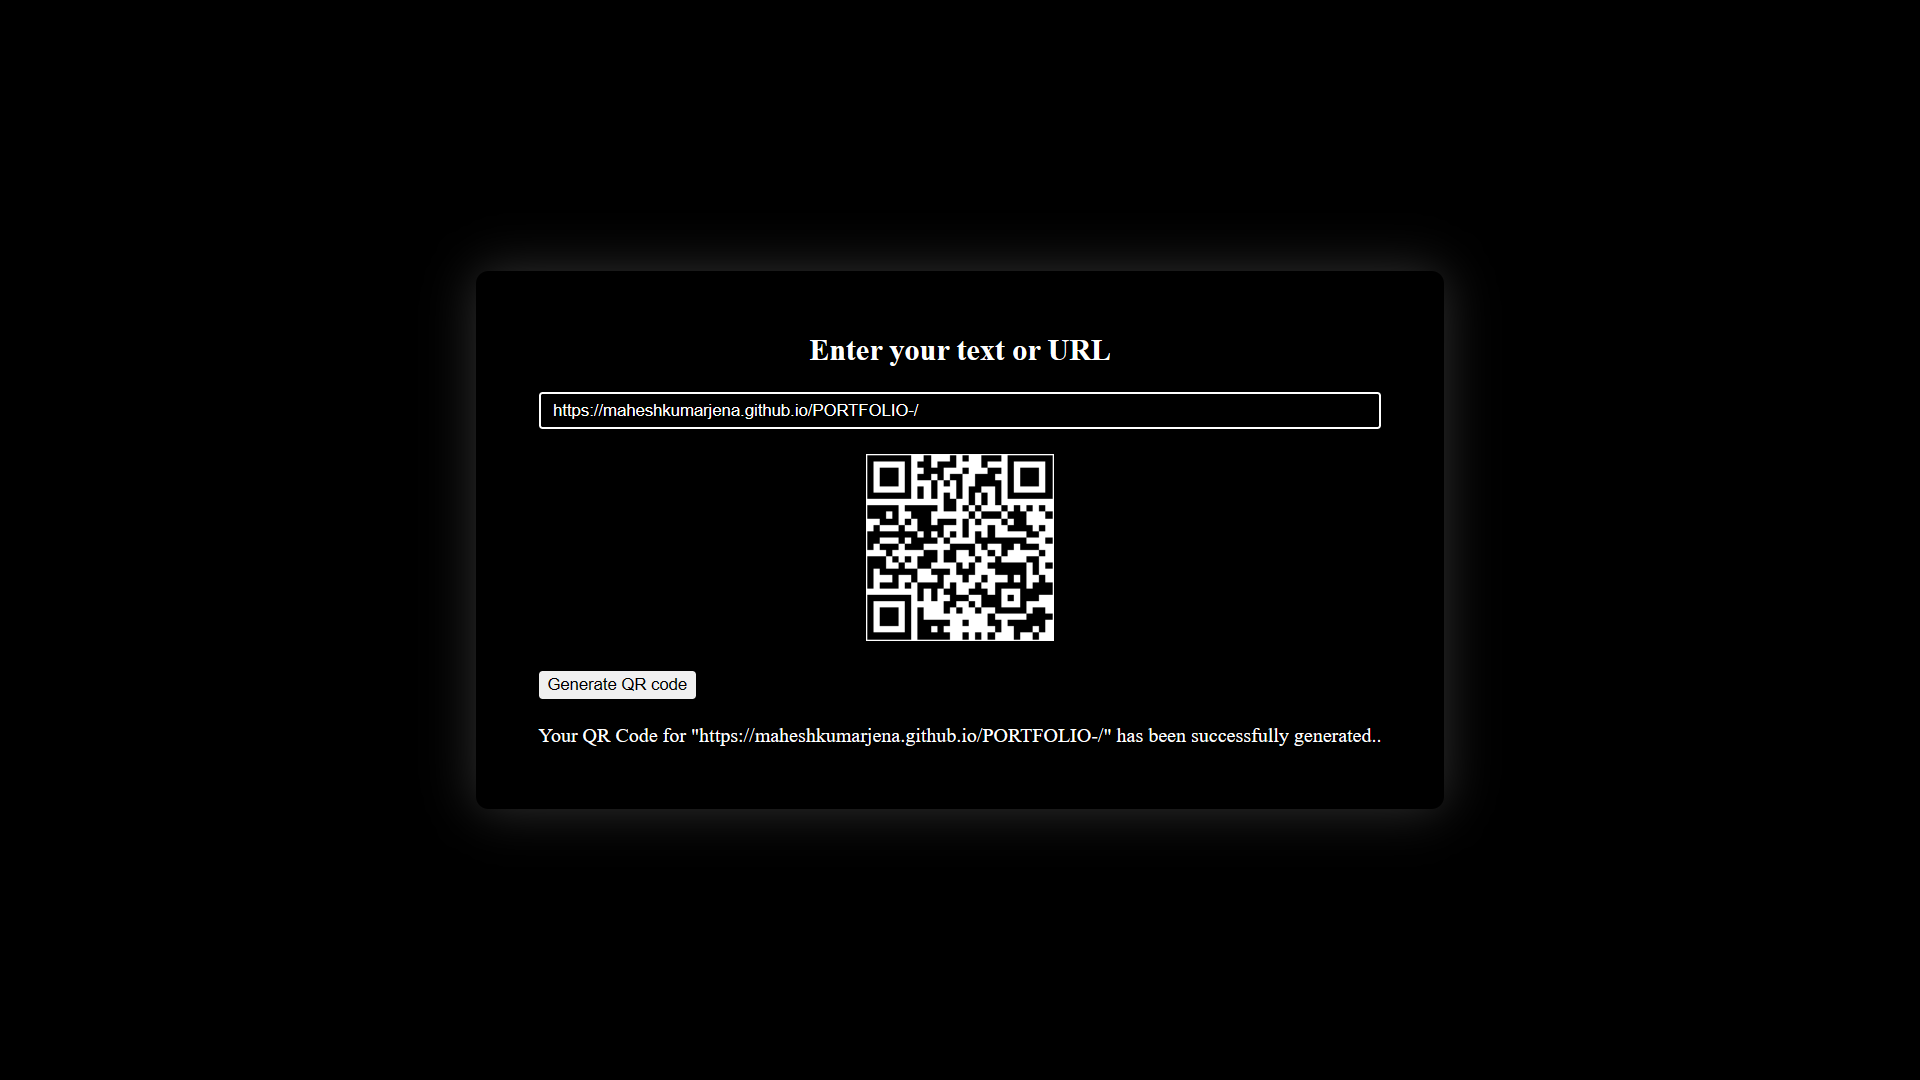 Enter your text or URL
https://maheshkumarjena.github.io/PORTFOLIO-/
Generate QR code
Your QR Code for "https://maheshkumarjena.github.io/PORTFOLIO-/" has been successfully generated..